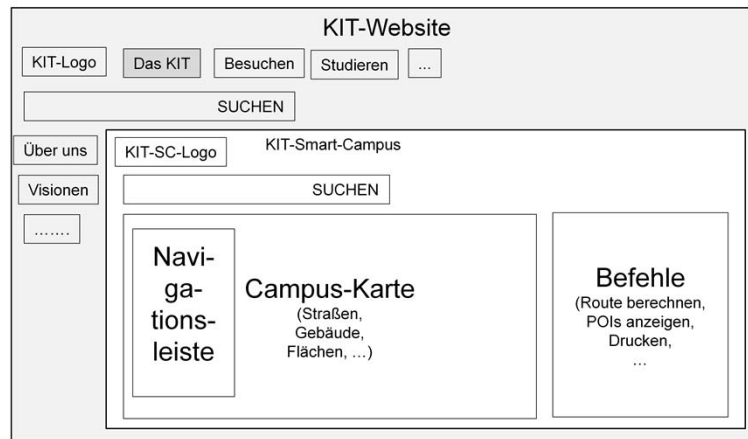 KIT-Website
KIT-Logo
Das KIT
Besuchen
Studieren
...
SUCHEN
Über uns
Visionen
…….
KIT-SC-Logo
KIT-Smart-Campus
SUCHEN
Navi-
ga-
tions-
leiste
Campus-Karte
(Straßen,
Gebäude,
Flächen, …)
Befehle
(Route berechnen,
POIs anzeigen,
Drucken,
…
)